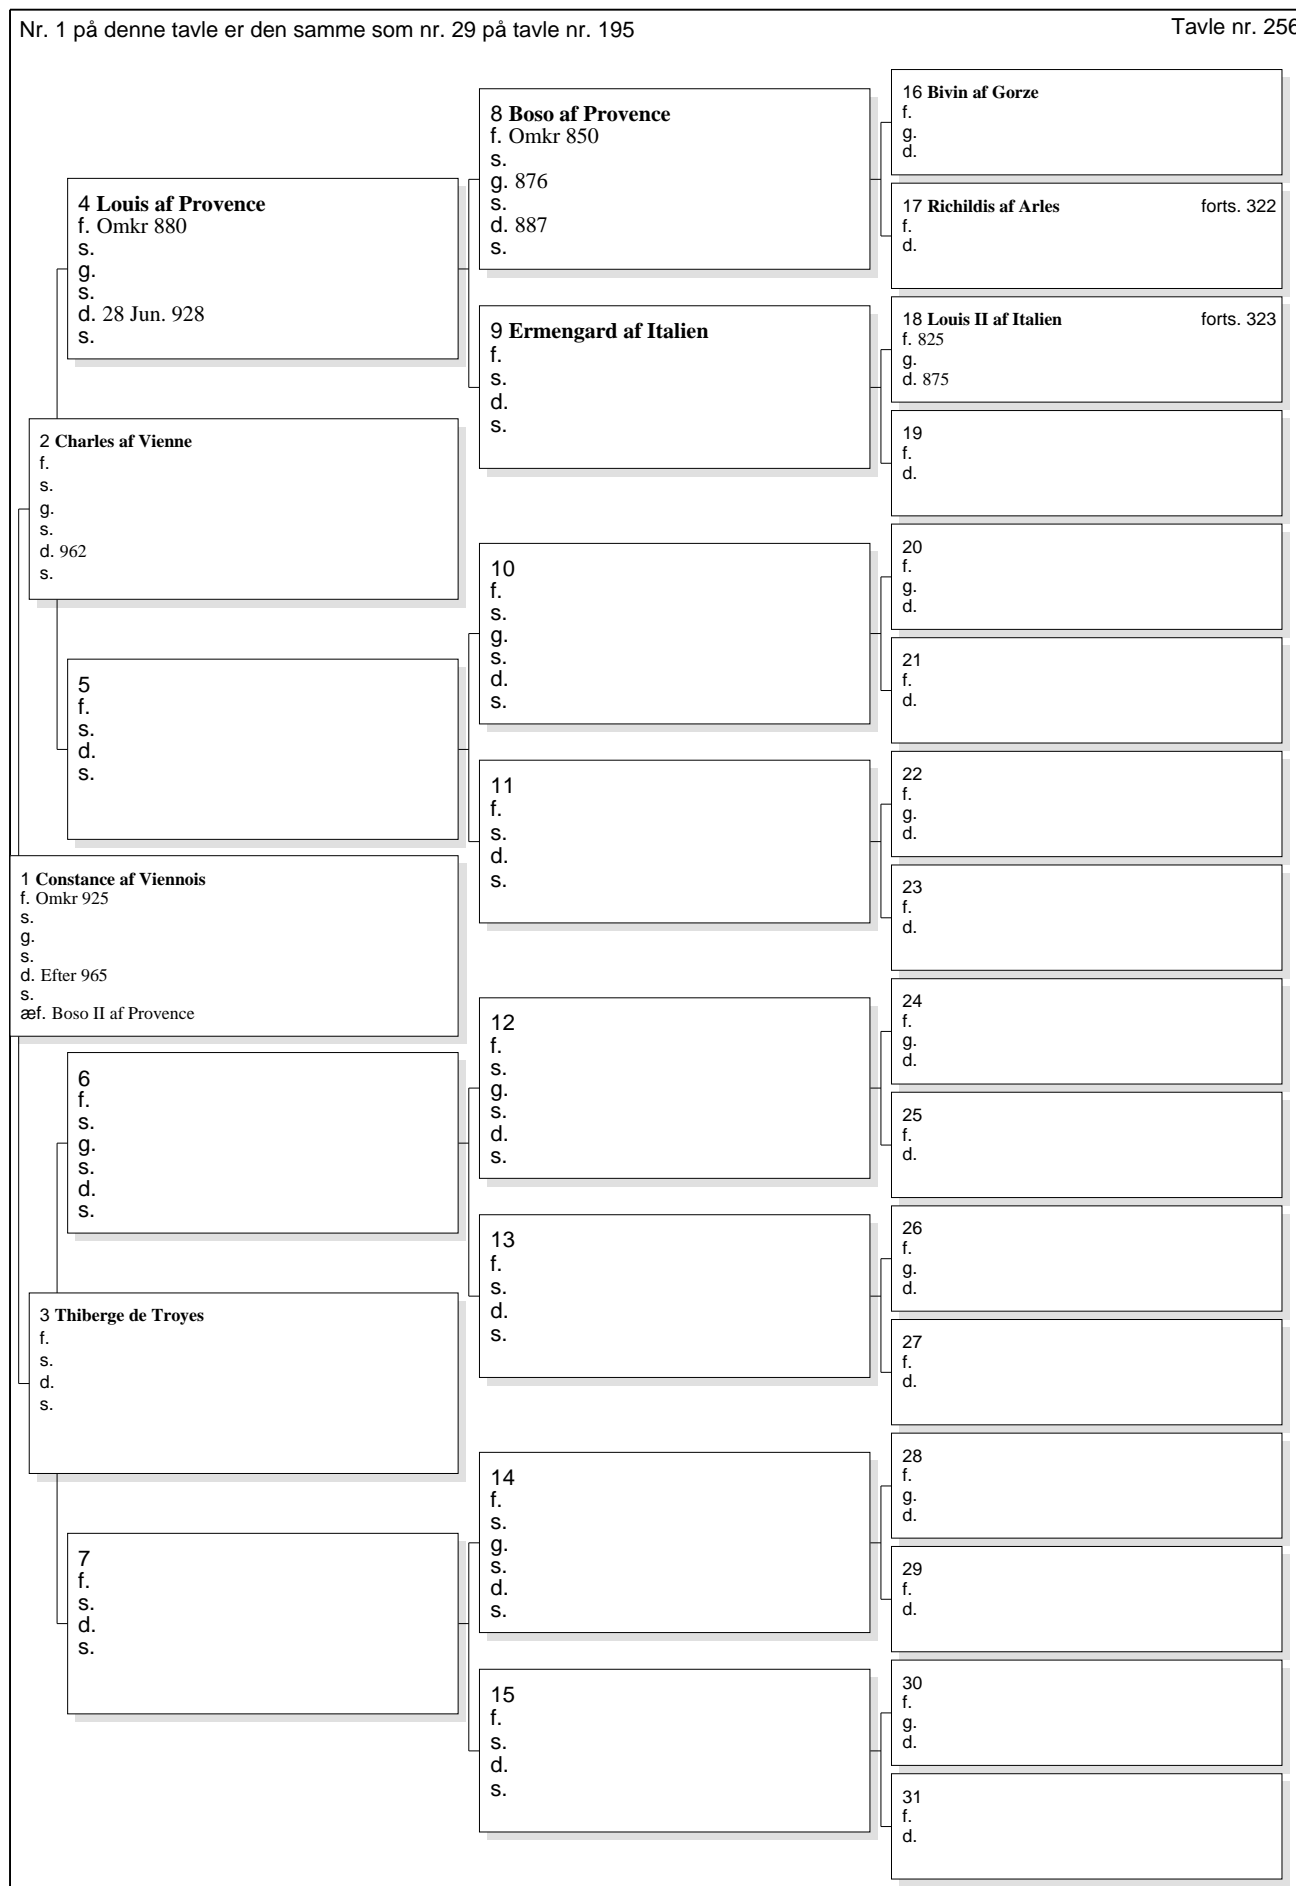 Nr. 1 på denne tavle er den samme som nr. 29 på tavle nr. 195
Tavle nr. 256
1 Constance af Viennois
f. Omkr 925
s.
g.
s.
d. Efter 965
s.
æf. Boso II af Provence
2 Charles af Vienne
f.
s.
g.
s.
d. 962
s.
3 Thiberge de Troyes
f.
s.
d.
s.
4 Louis af Provence
f. Omkr 880
s.
g.
s.
d. 28 Jun. 928
s.
5
f.
s.
d.
s.
6
f.
s.
g.
s.
d.
s.
7
f.
s.
d.
s.
8 Boso af Provence
f. Omkr 850
s.
g. 876
s.
d. 887
s.
9 Ermengard af Italien
f.
s.
d.
s.
10
f.
s.
g.
s.
d.
s.
11
f.
s.
d.
s.
12
f.
s.
g.
s.
d.
s.
13
f.
s.
d.
s.
14
f.
s.
g.
s.
d.
s.
15
f.
s.
d.
s.
16 Bivin af Gorze
f.
g.
d.
17 Richildis af Arles forts. 322
f.
d.
18 Louis II af Italien forts. 323
f. 825
g.
d. 875
19
f.
d.
20
f.
g.
d.
21
f.
d.
22
f.
g.
d.
23
f.
d.
24
f.
g.
d.
25
f.
d.
26
f.
g.
d.
27
f.
d.
28
f.
g.
d.
29
f.
d.
30
f.
g.
d.
31
f.
d.